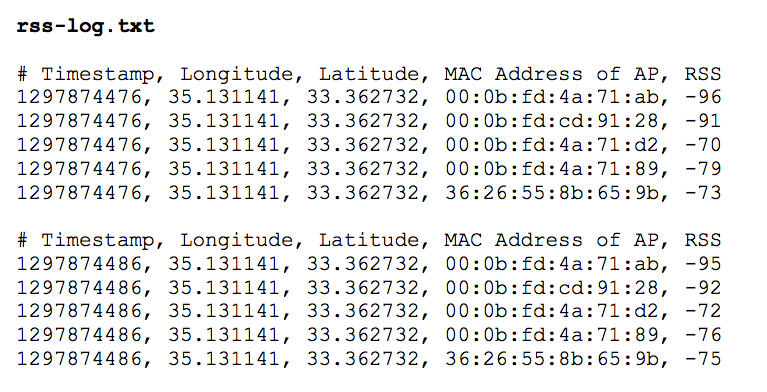 rss-log.txt
# Timestamp, Longitude, Latitude, MAC Address of AP, RSS
1297874476, 35.131141, 33.362732, 00:0b:fd:4a:71:ab, -96
1297874476, 35.131141, 33.362732, 00:0b:fd:cd:91:28, -91
1297874476, 35.131141, 33.362732, 00:0b:fd:4a:71:d2, -70
1297874476, 35.131141, 33.362732, 00:0b:fd:4a:71:89, -79
1297874476, 35.131141, 33.362732, 36:26:55:8b:65:9b, -73
# Timestamp, Longitude, Latitude, MAC Address of AP, RSS
1297874486, 35.131141, 33.362732, 00:0b:fd:4a:71:ab, -95
1297874486, 35.131141, 33.362732, 00:0b:fd:cd:91:28, -92
1297874486, 35.131141, 33.362732, 00:0b:fd:4a:71:d2, -72
1297874486, 35.131141, 33.362732, 00:0b:fd:4a:71:89, -76
1297874486, 35.131141, 33.362732, 36:26:55:8b:65:9b, -75